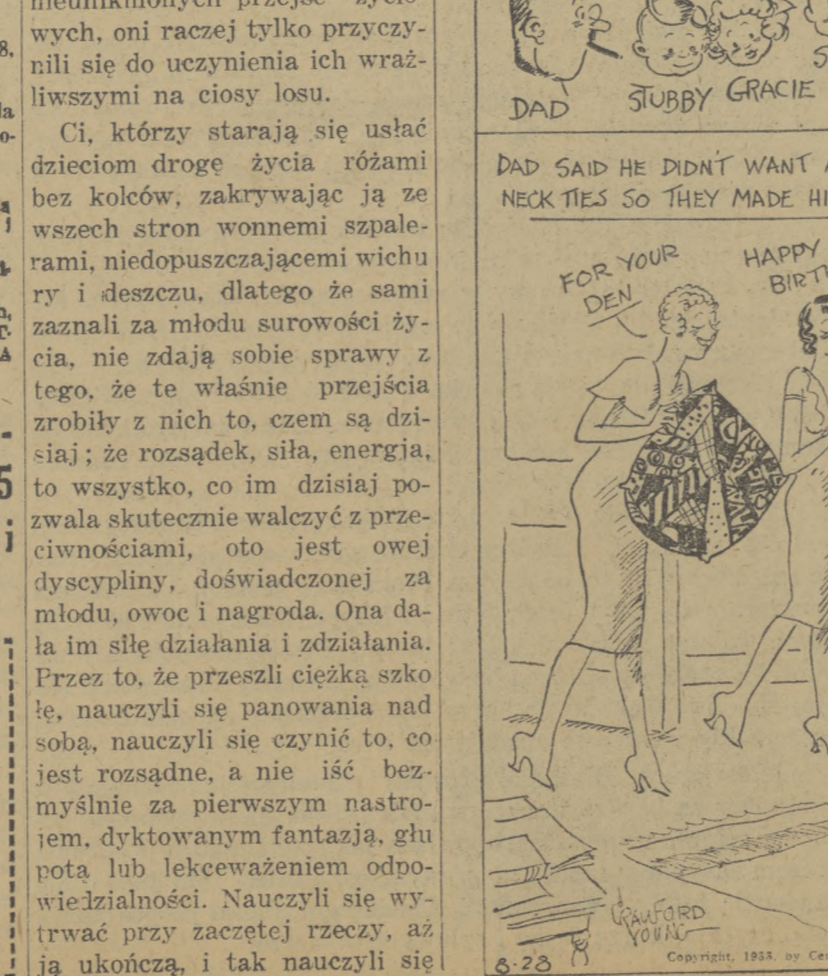 wych, oni raczej tylko przyczy-
nili się do uczynienia ich wraż-
liwszymi na ciosy losu.
Ci, którzy starają się usłać
dzieciom drogę życia różami
bez kolców, zakrywając ją ze
wszech stron wonnemi szpale-
rami, niedopuszczającemi wichu
ry i deszczu, dlatego że sami
zaznali za młodu surowości ży-
cia, nie zdają sobie sprawy z
tego, że te właśnie przejścia
zrobiły z nich to, czem są dzi-
siaj; że rozsądek, siła, energja,
to wszystko, co im dzisiaj po-
zwala skutecznie walczyć z prze-
ciwnościami, oto jest owej
dyscypliny, doświadczonej za
młodu, owoc i nagroda. Ona da-
ła im siłę działania i zdziałania.
Przez to, że przeszli ciężką szko
łę, nauczyli się panowania nad
sobą, nauczyli się czynić to, co
jest rozsądne, a nie iść bez-
myślnie za pierwszym nastro-
jem, dyktowanym fantazją, głu
potą lub lekceważeniem odpo-
wiedzialności. Nauczyli się wy-
trwać przy zaczętej rzeczy, aż
ją ukończą, i tak nauczyli się
DAD
STUBBY
GRACIE
DAD SAID HE DIDN'T WANT
NECK TIES SO THEY MADE
FOR YOUR
DEN
HAPPY
CRAWFORD
YOUNG
8-23
Copyright, 1933, by